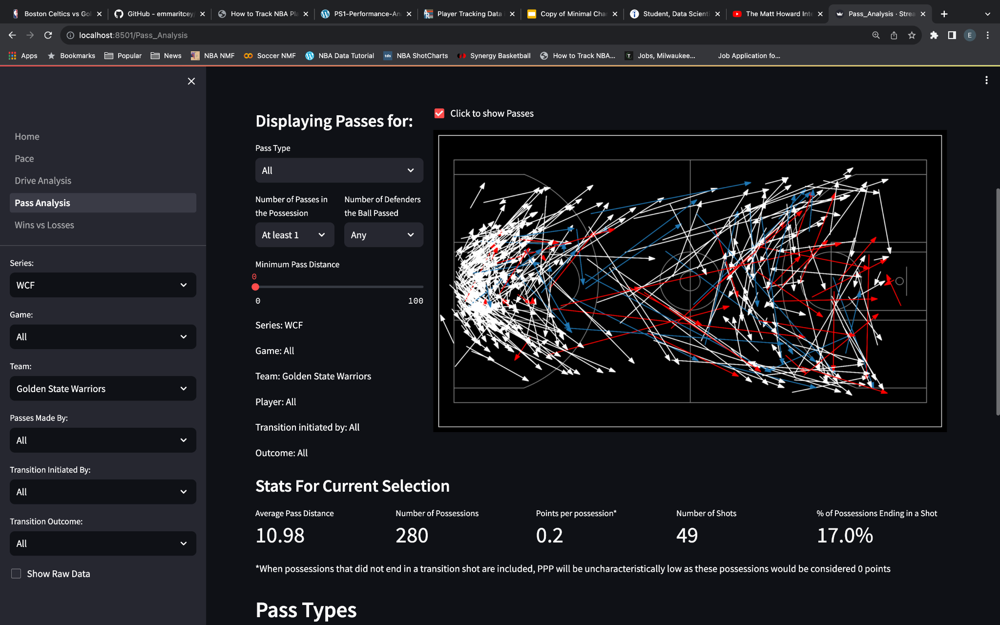 Boston Celtics vs Gol
GitHub - emmaritcey/
How to Track NBA Pla
PS1-Performance-An
Player Tracking Data
Copy of Minimal Char
Student, Data Scienti
The Matt Howard Inte
Pass_Analysis · Strea
localhost:8501/Pass_Analysis
E
Apps
Bookmarks
Popular
News
NBA NMF
Soccer NMF
NBA Data Tutorial
tds
NBA ShotCharts
Synergy Basketball
How to Track NBA...
T
Jobs, Milwaukee...
Job Application fo...
Home
Pace
Drive Analysis
Pass Analysis
Wins vs Losses
Series:
WCF
Game:
All
Team:
Golden State Warriors
Passes Made By:
All
Transition Initiated By:
All
Transition Outcome:
All
Show Raw Data
Displaying Passes for:
Pass Type
All
Number of Passes in
the Possession
At least 1
Number of Defenders
the Ball Passed
Any
Minimum Pass Distance
0
0
100
Series: WCF
Game: All
Team: Golden State Warriors
Player: All
Transition initiated by: All
Outcome: All
Click to show Passes
Stats For Current Selection
Average Pass Distance
10.98
Number of Possessions
280
Points per possession*
0.2
Number of Shots
49
% of Possessions Ending in a Shot
17.0%
*When possessions that did not end in a transition shot are included, PPP will be uncharacteristically low as these possessions would be considered 0 points
Pass Types